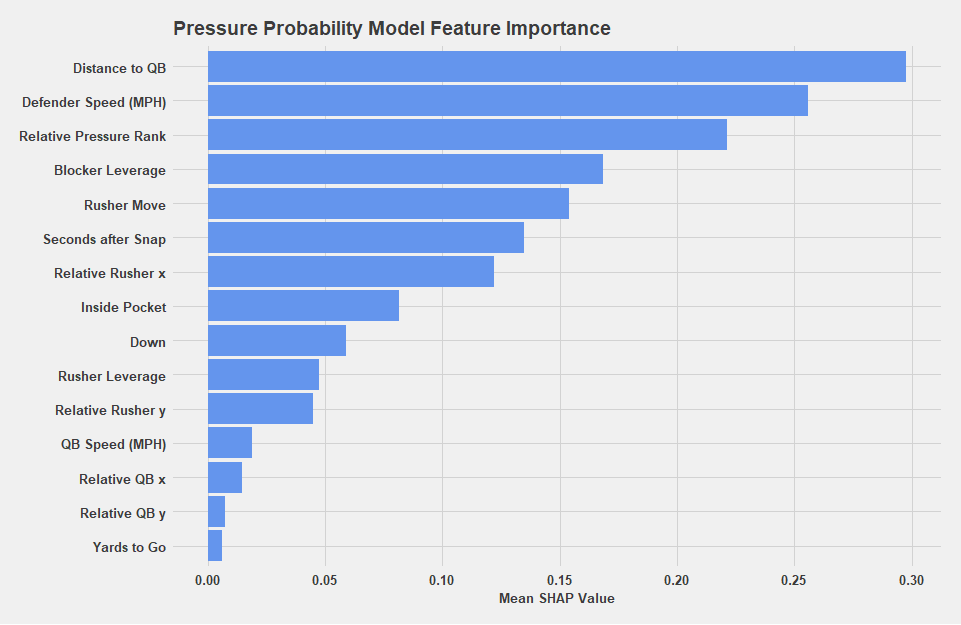 Pressure Probability Model Feature Importance
Distance to QB
Defender Speed (MPH)
Relative Pressure Rank
Blocker Leverage
Rusher Move
Seconds after Snap
Relative Rusher x
Inside Pocket
Down
Rusher Leverage
Relative Rusher y
QB Speed (MPH)
Relative QB x
Relative QB y
Yards to Go
0.00 0.05 0.10 0.15 0.20 0.25 0.30
Mean SHAP Value